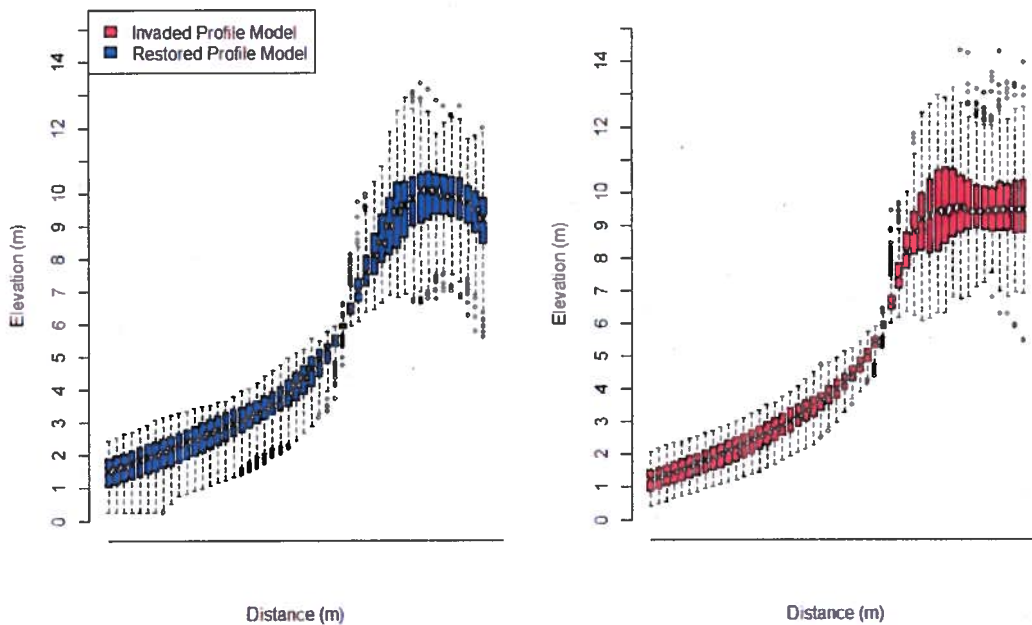 Invaded Profile Model
Restored Profile Model
Elevation (m)
0 1 2 3 4 5 6 7 8 9 10 12 14
Distance (m)
Elevation (m)
0 1 2 3 4 5 6 7 8 9 10 12 14
Distance (m)